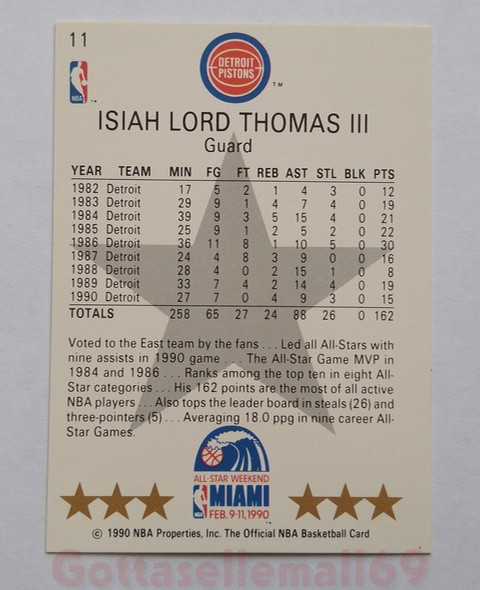 11
DETROIT
PISTONS
TM
NBA
ISIAH LORD THOMAS III
Guard
YEAR TEAM MIN FG FT REB AST STL BLK PTS
1982 Detroit 17 5 2 1 4 3 0 12
1983 Detroit 29 9 1 4 7 4 0 19
1984 Detroit 39 9 3 5 15 4 0 21
1985 Detroit 25 9 1 2 5 2 0 22
1986 Detroit 36 11 8 1 10 5 0 30
1987 Detroit 24 4 8 3 9 0 0 16
1988 Detroit 28 4 0 2 15 1 0 8
1989 Detroit 33 7 4 2 14 4 0 19
1990 Detroit 27 7 0 4 9 3 0 15
TOTALS 258 65 27 24 88 26 0 162
Voted to the East team by the fans . . . Led all All-Stars with
nine assists in 1990 game . . . The All-Star Game MVP in
1984 and 1986 . . . Ranks among the top ten in eight All-
Star categories . . . His 162 points are the most of all active
NBA players . . . Also tops the leader board in steals (26) and
three-pointers (5) . . . Averaging 18.0 ppg in nine career All-
Star Games.
ALL-STAR WEEKEND
NBA
MIAMI
FEB. 9-11, 1990
© 1990 NBA Properties, Inc. The Official NBA Basketball Card
Gottasellemall69